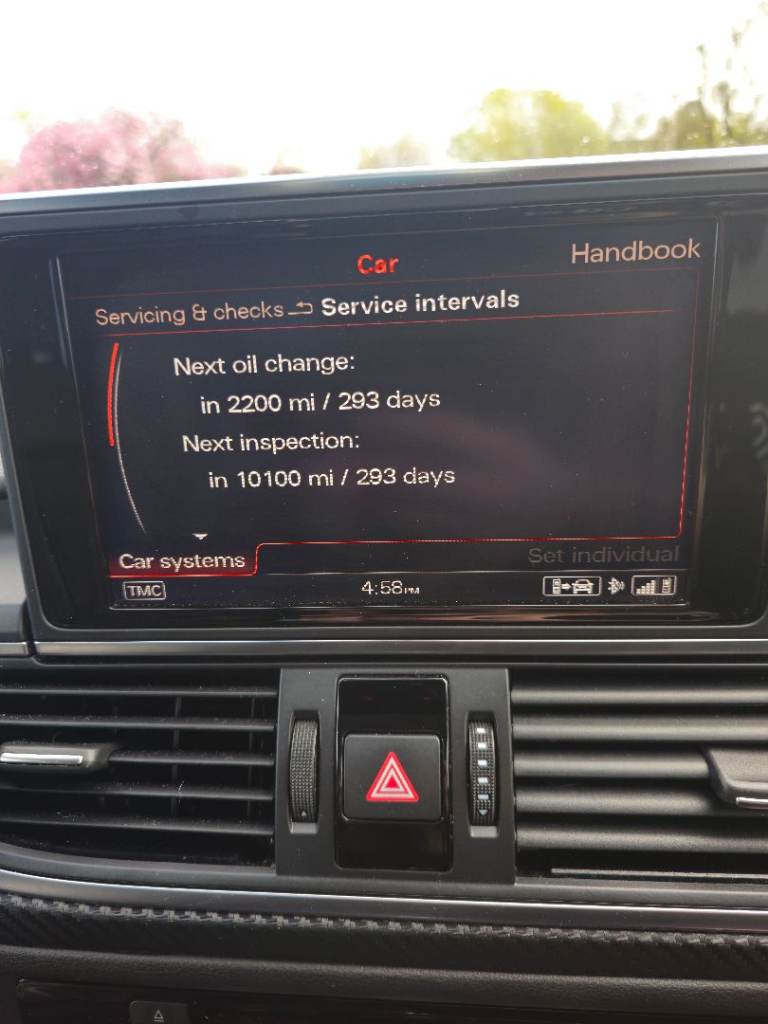 Car
Handbook
Servicing & checks Service intervals
Next oil change:
in 2200 mi / 293 days
Next inspection:
in 10100 mi / 293 days
Car systems
Set individual
TMC
4:58PM